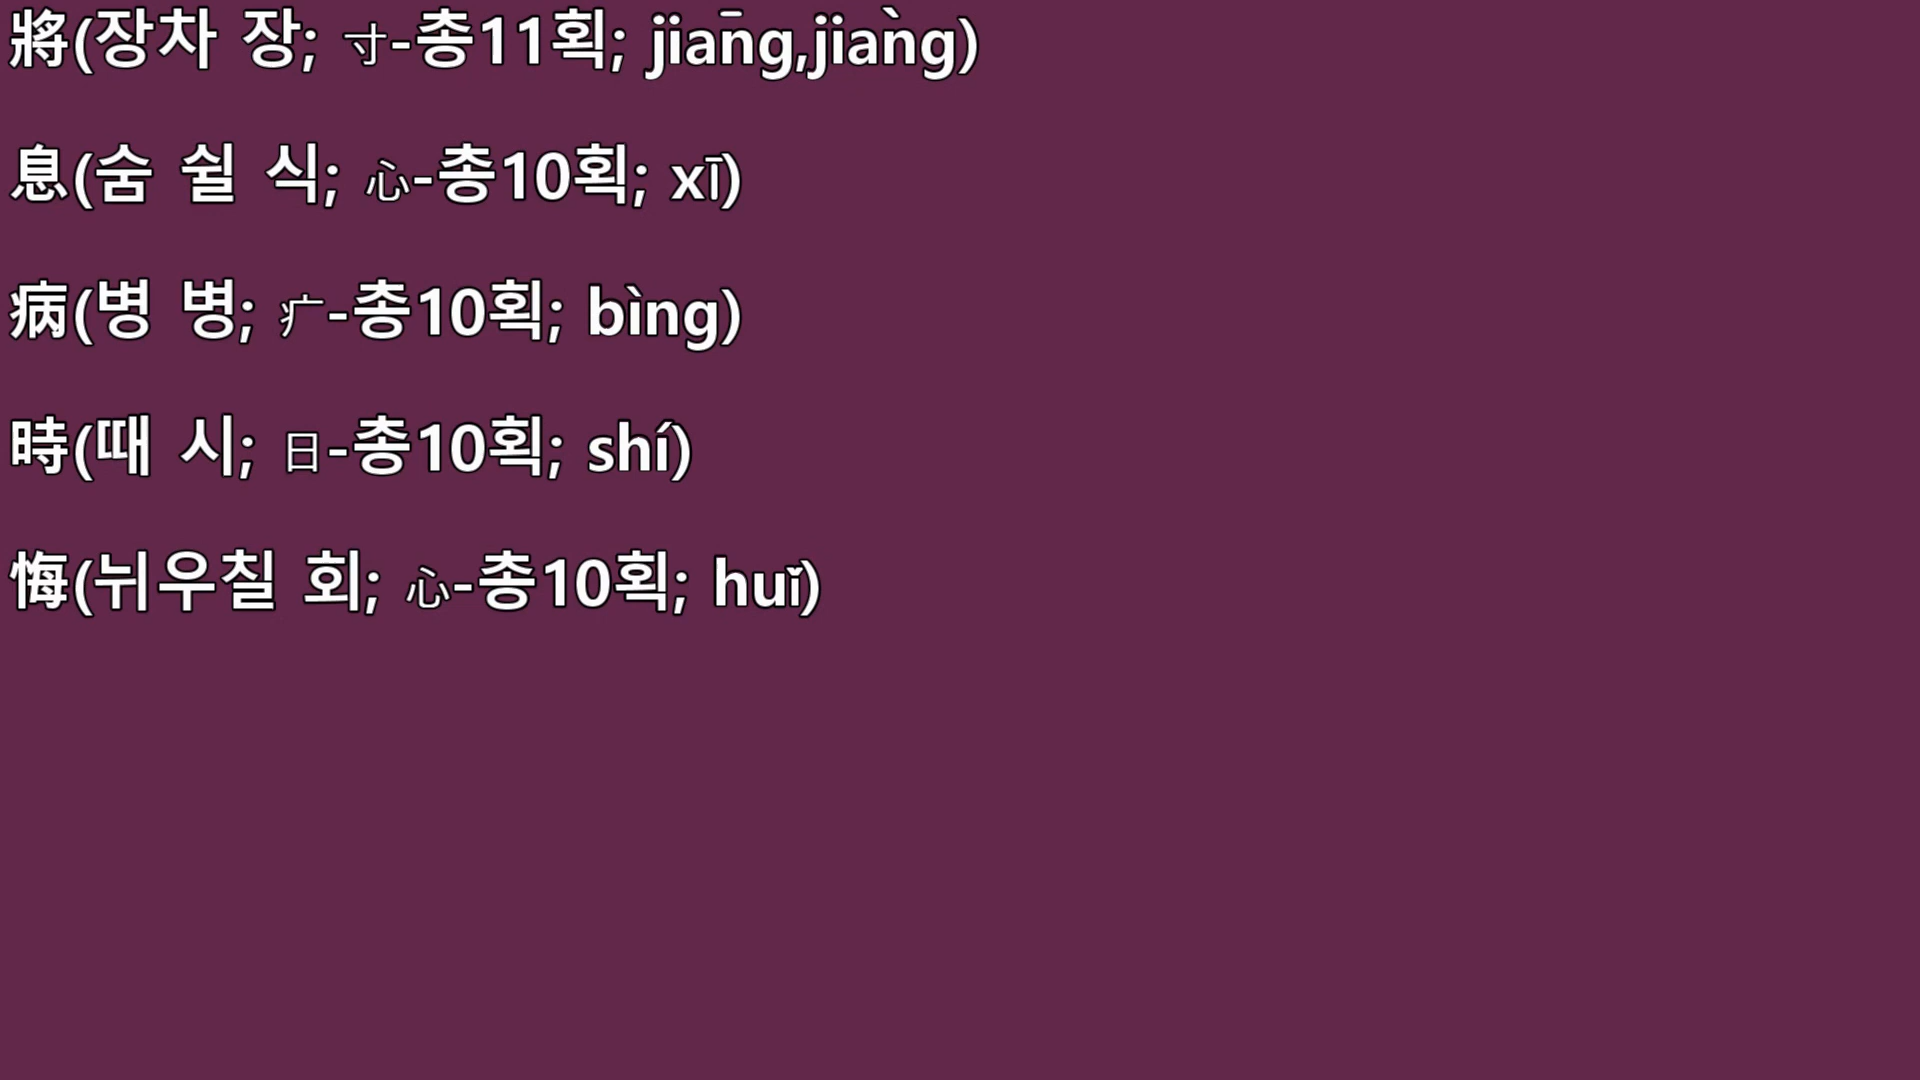 將(장차 장; 寸-총11획; jian̄g,jiaǹg)
息(숨 쉴 식; 心-총10획; xī)
病(병 병; 疒-총10획; bìng)
時(때 시; 日-총10획; shí)
悔(뉘우칠 회; 心-총10획; huǐ)